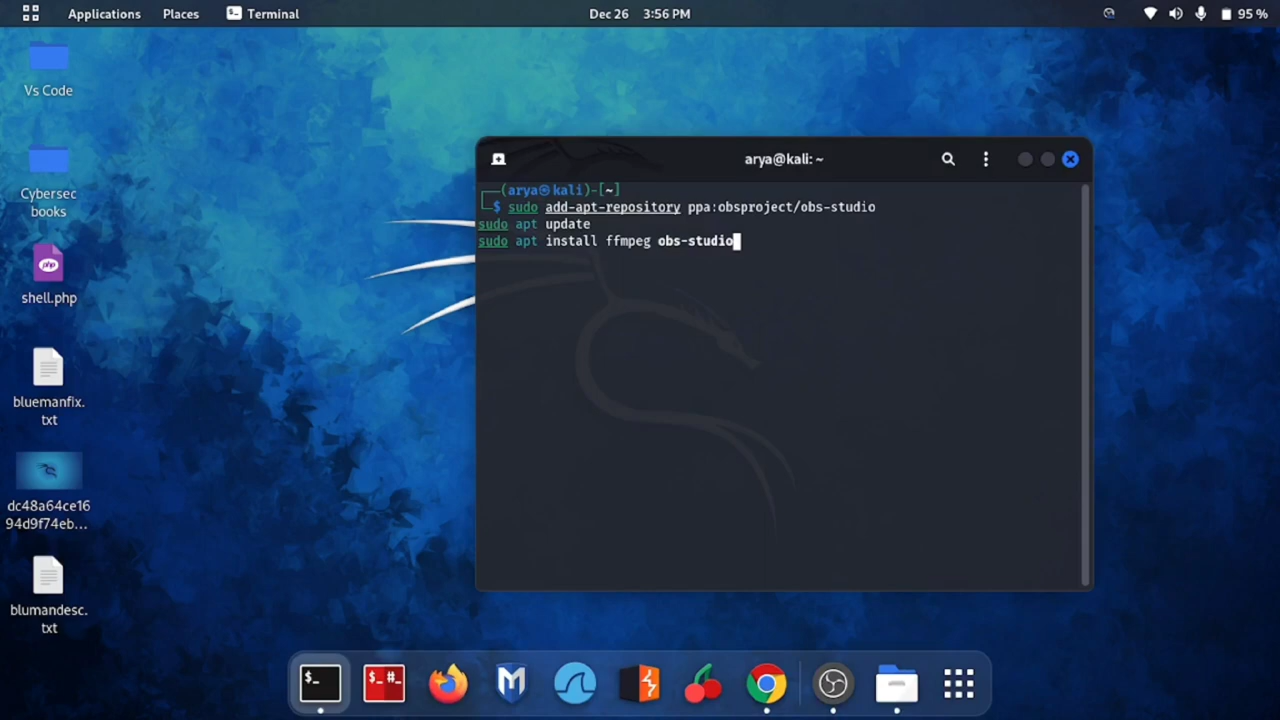 Applications Places Terminal Dec 26 3:56 PM 95 %
Vs Code
Cybersec
books
php
shell.php
bluemanfix.
txt
dc48a64ce16
94d9f74eb...
blumandesc.
txt
arya@kali: ~
(arya㉿kali)-[~]
$ sudo add-apt-repository ppa:obsproject/obs-studio
sudo apt update
sudo apt install ffmpeg obs-studio
$_ $_#_